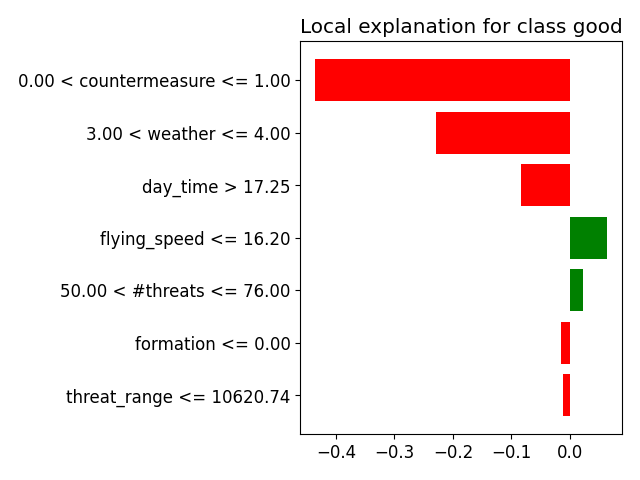 Local explanation for class good
0.00 < countermeasure <= 1.00
3.00 < weather <= 4.00
day_time > 17.25
flying_speed <= 16.20
50.00 < #threats <= 76.00
formation <= 0.00
threat_range <= 10620.74
−0.4 −0.3 −0.2 −0.1 0.0